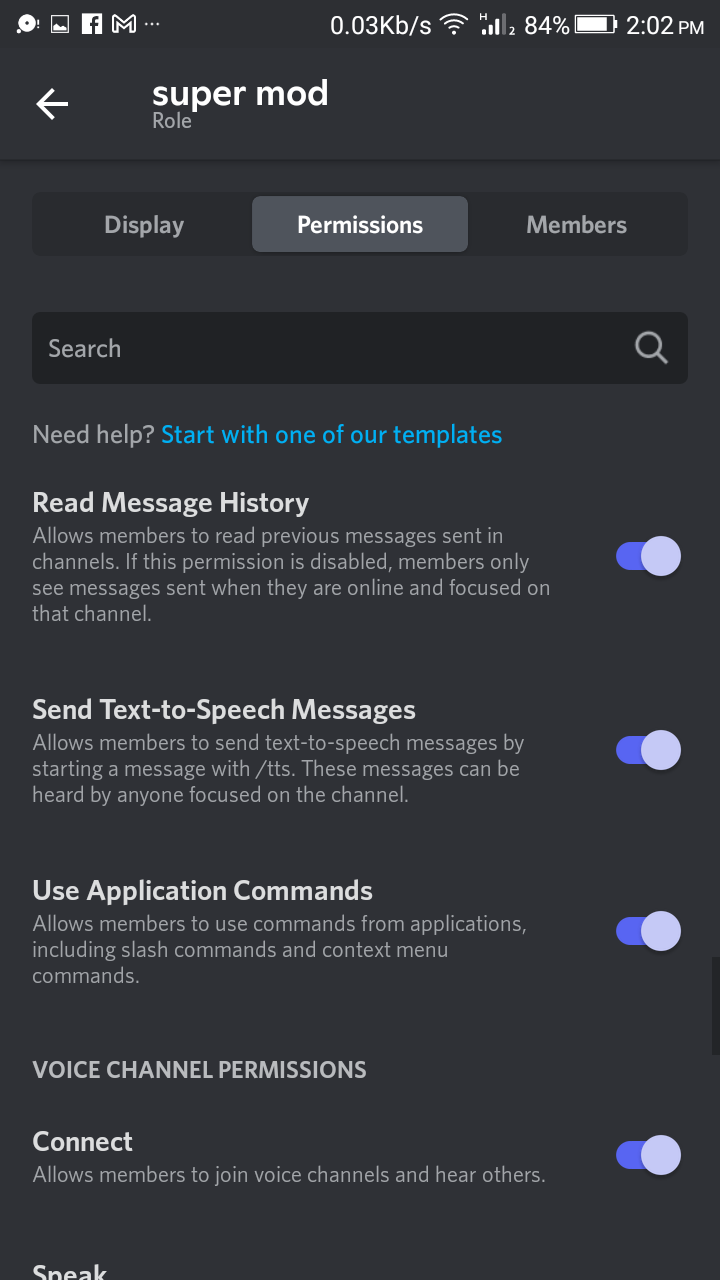 0.03Kb/s H 2 84% 2:02 PM
super mod
Role
Display Permissions Members
Search
Need help? Start with one of our templates
Read Message History
Allows members to read previous messages sent in
channels. If this permission is disabled, members only
see messages sent when they are online and focused on
that channel.
Send Text-to-Speech Messages
Allows members to send text-to-speech messages by
starting a message with /tts. These messages can be
heard by anyone focused on the channel.
Use Application Commands
Allows members to use commands from applications,
including slash commands and context menu
commands.
VOICE CHANNEL PERMISSIONS
Connect
Allows members to join voice channels and hear others.
Speak